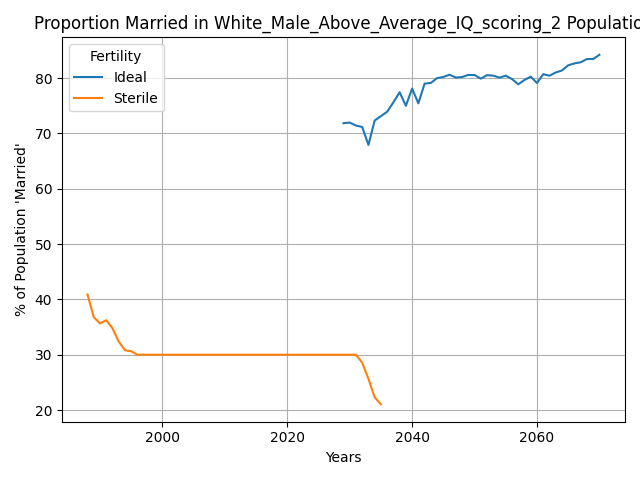 Proportion Married in White_Male_Above_Average_IQ_scoring_2 Populatio
Fertility
Ideal
Sterile
% of Population 'Married'
80
70
60
50
40
30
20
2000
2020
2040
2060
Years